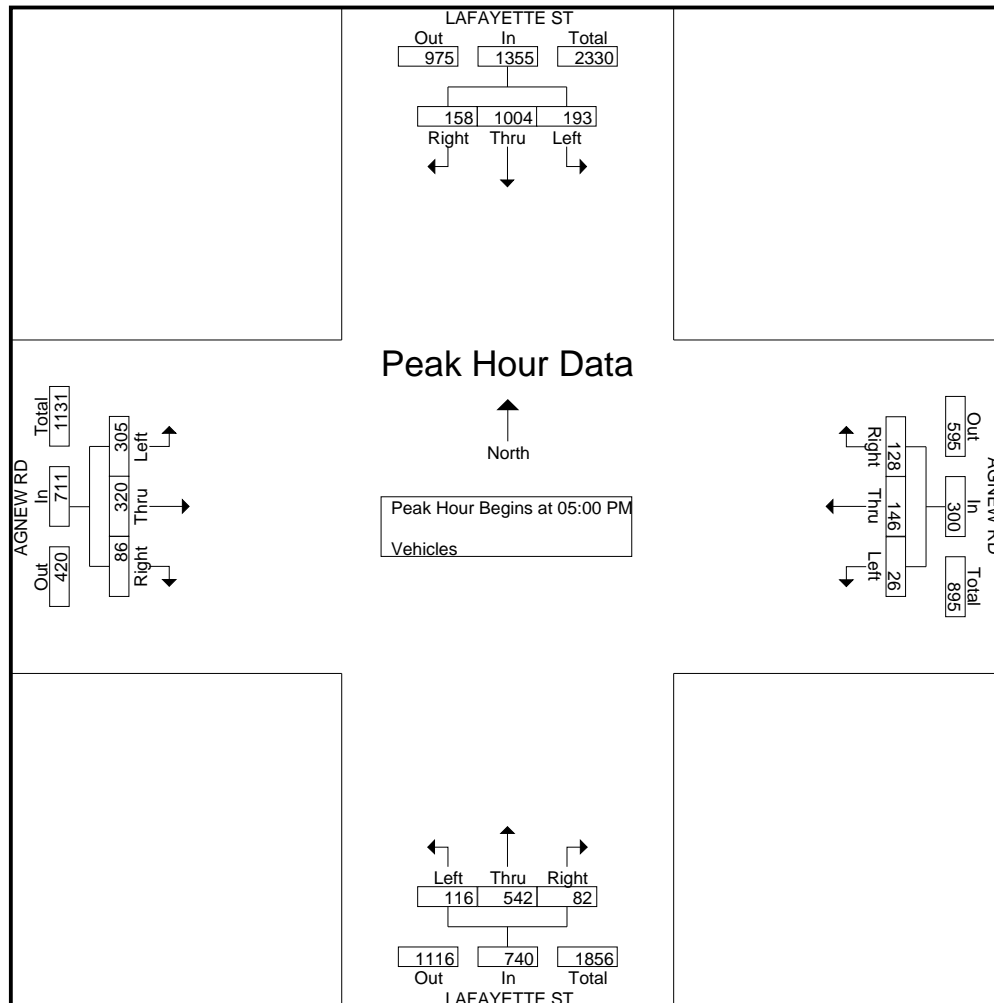 LAFAYETTE ST
Out In Total
975 1355 2330
158 1004 193
Right Thru Left
Peak Hour Data
North
Peak Hour Begins at 05:00 PM
Vehicles
AGNEW RD
Out In Total
420 711 1131
86 320 305
Right Thru Left
AGNEW RD
Out In Total
595 300 895
128 146 26
Right Thru Left
Left Thru Right
116 542 82
1116 740 1856
Out In Total
LAFAYETTE ST